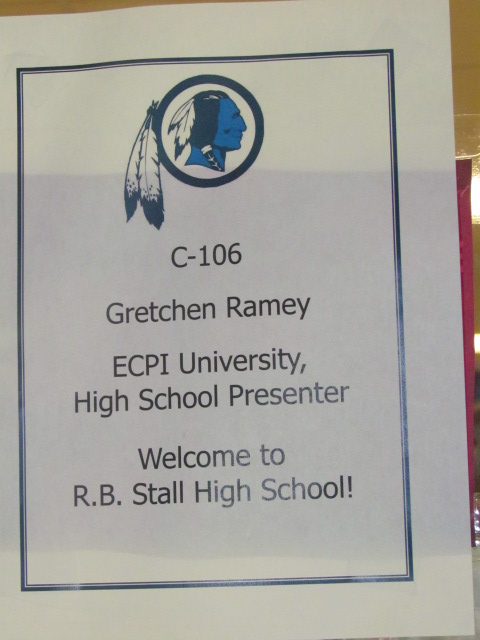 C-106
Gretchen Ramey
ECPI University,
High School Presenter
Welcome to
R.B. Stall High School!